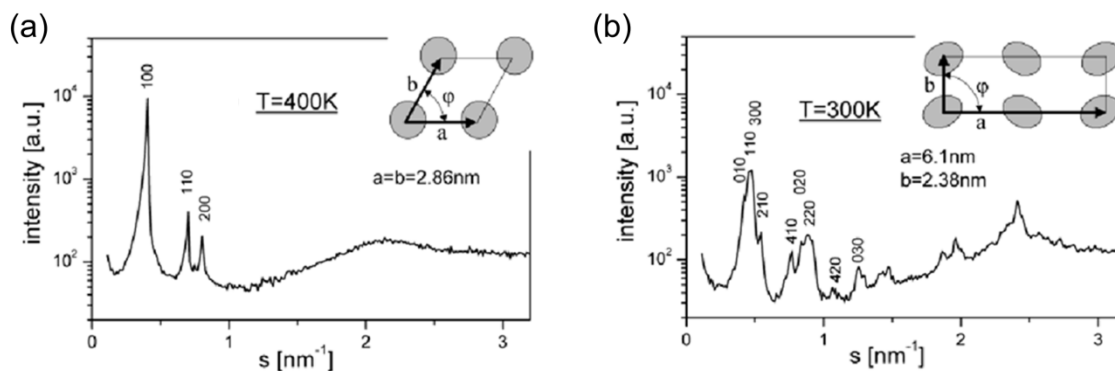 (a)
intensity [a.u.]
10⁴
10³
10²
100
110
200
T=400K
b
φ
a
a=b=2.86nm
0
1
2
3
s [nm⁻¹]
(b)
intensity [a.u.]
10⁴
10³
10²
010
110
300
210
410
020
220
420
030
T=300K
b
φ
a
a=6.1nm
b=2.38nm
0
1
2
3
s [nm⁻¹]